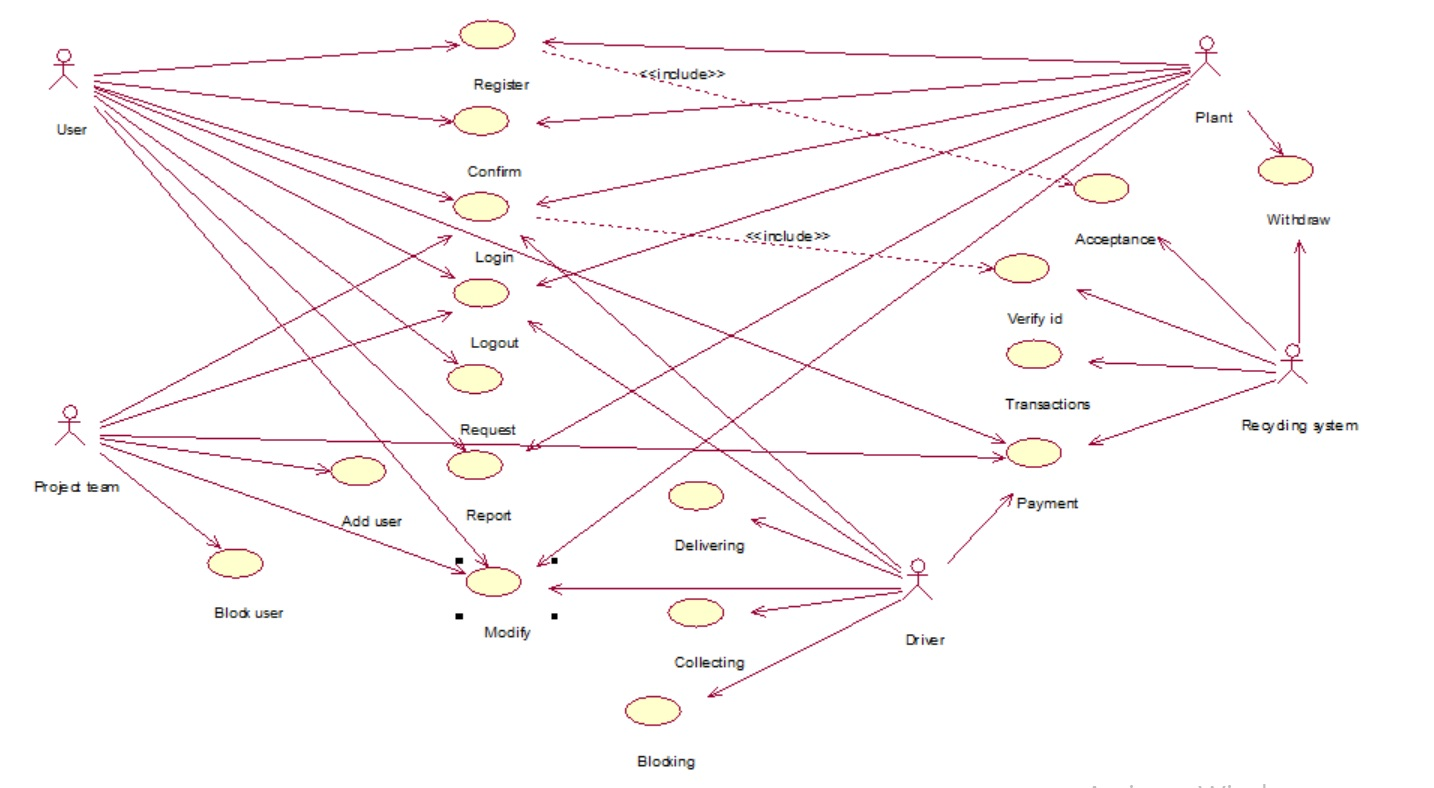 <<include>>
Register
Plant
User
Confirm
Withdraw
<<include>>
Acceptance
Login
Verify id
Logout
Transactions
Recyding system
Request
Project team
Payment
Report
Add user
Delivering
Block user
Modify
Driver
Collecting
Blocking